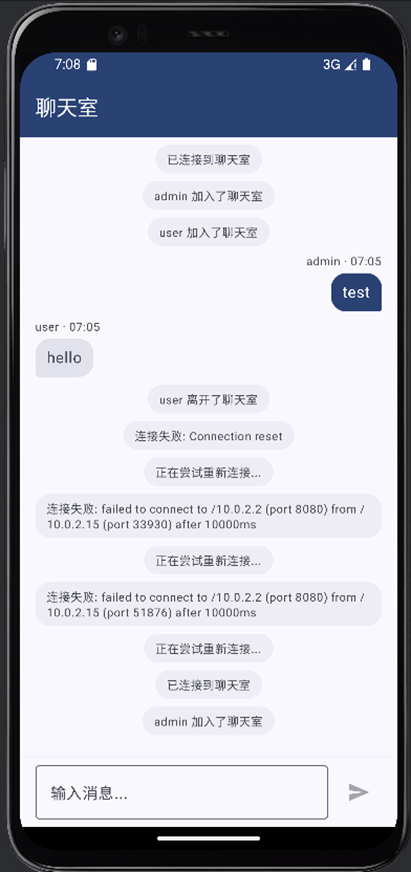 7:08
3G
聊天室
已连接到聊天室
admin 加入了聊天室
user 加入了聊天室
admin · 07:05
test
user · 07:05
hello
user 离开了聊天室
连接失败: Connection reset
正在尝试重新连接...
连接失败: failed to connect to /10.0.2.2 (port 8080) from /
10.0.2.15 (port 33930) after 10000ms
正在尝试重新连接...
连接失败: failed to connect to /10.0.2.2 (port 8080) from /
10.0.2.15 (port 51876) after 10000ms
正在尝试重新连接...
已连接到聊天室
admin 加入了聊天室
输入消息...